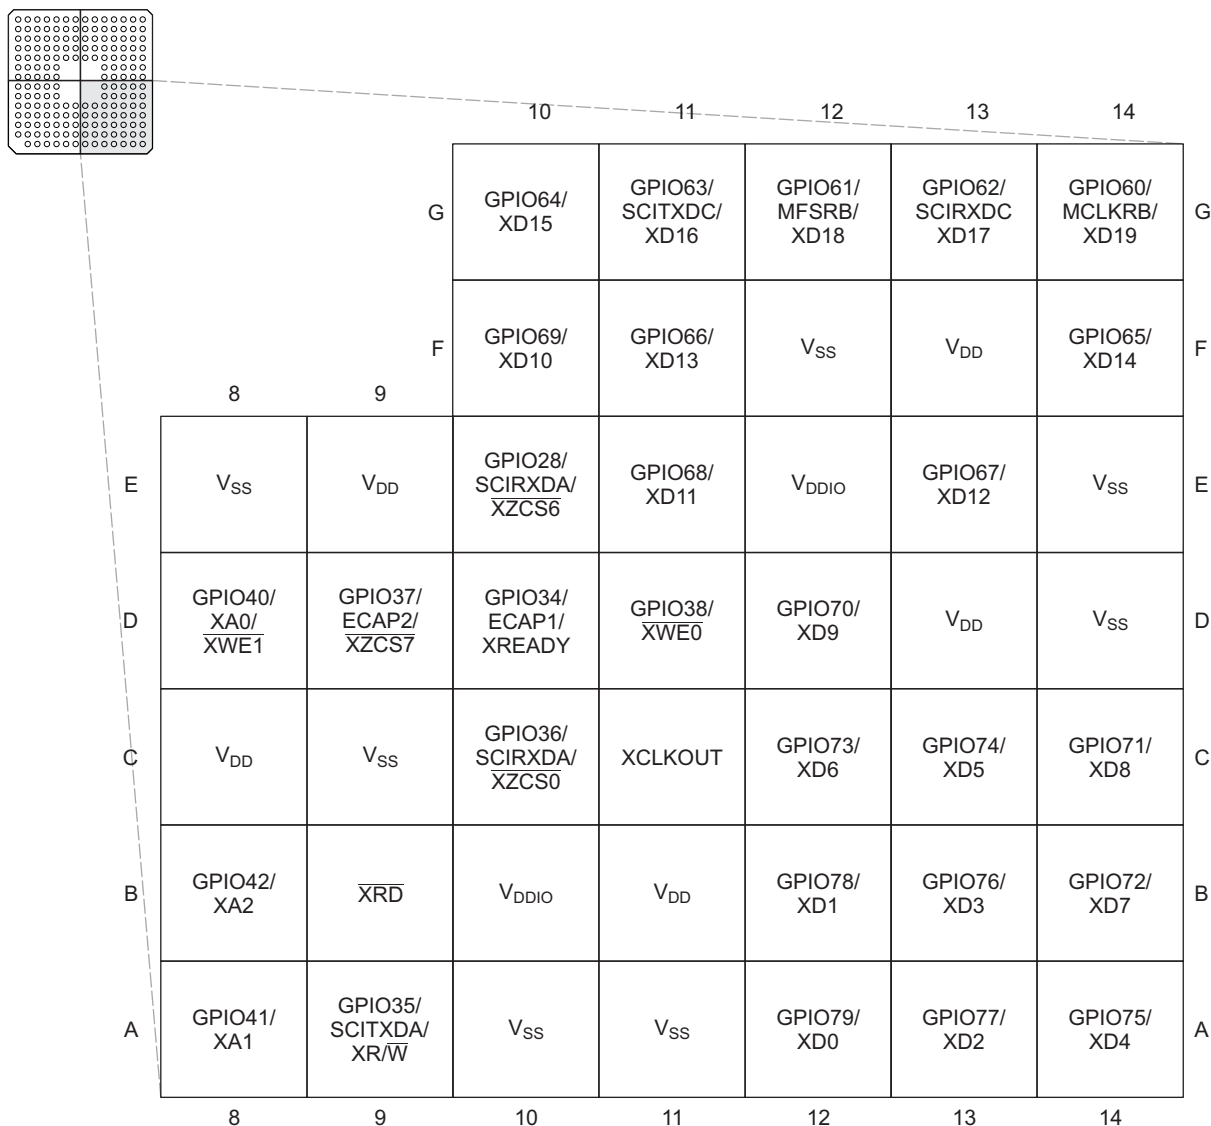 10 11 12 13 14
G GPIO64/ GPIO63/ GPIO61/ GPIO62/ GPIO60/ G
XD15 SCITXDC/ MFSRB/ SCIRXDC MCLKRB/
XD16 XD18 XD17 XD19
F GPIO69/ GPIO66/ VSS VDD GPIO65/ F
XD10 XD13 XD14
8 9
E VSS VDD GPIO28/ GPIO68/ VDDIO GPIO67/ VSS E
SCIRXDA/ XD11 XD12
XZCS6
D GPIO40/ GPIO37/ GPIO34/ GPIO38/ GPIO70/ VDD VSS D
XA0/ ECAP2/ ECAP1/ XWE0 XD9
XWE1 XZCS7 XREADY
C VDD VSS GPIO36/ XCLKOUT GPIO73/ GPIO74/ GPIO71/ C
SCIRXDA/ XD6 XD5 XD8
XZCS0
B GPIO42/ XRD VDDIO VDD GPIO78/ GPIO76/ GPIO72/ B
XA2 XD1 XD3 XD7
A GPIO41/ GPIO35/ VSS VSS GPIO79/ GPIO77/ GPIO75/ A
XA1 SCITXDA/ XD0 XD2 XD4
XR/W
8 9 10 11 12 13 14